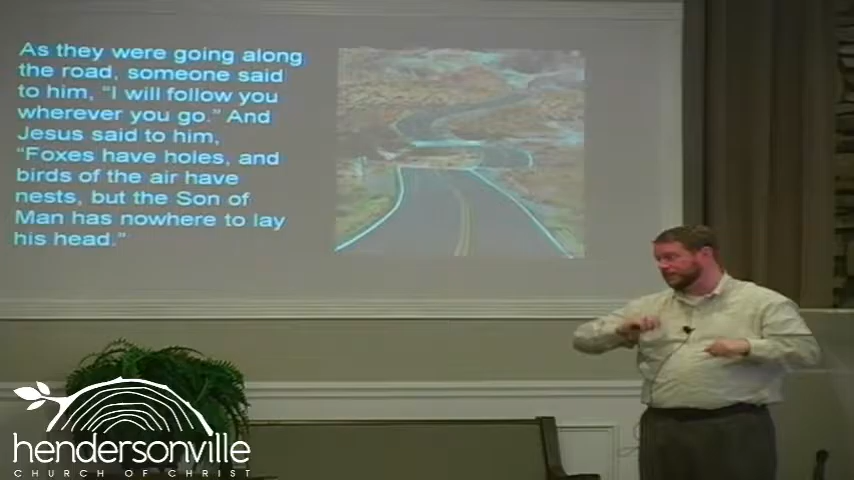 As they were going along
the road, someone said
to him, “I will follow you
wherever you go.” And
Jesus said to him,
“Foxes have holes, and
birds of the air have
nests, but the Son of
Man has nowhere to lay
his head.”
hendersonville
CHURCH OF CHRIST